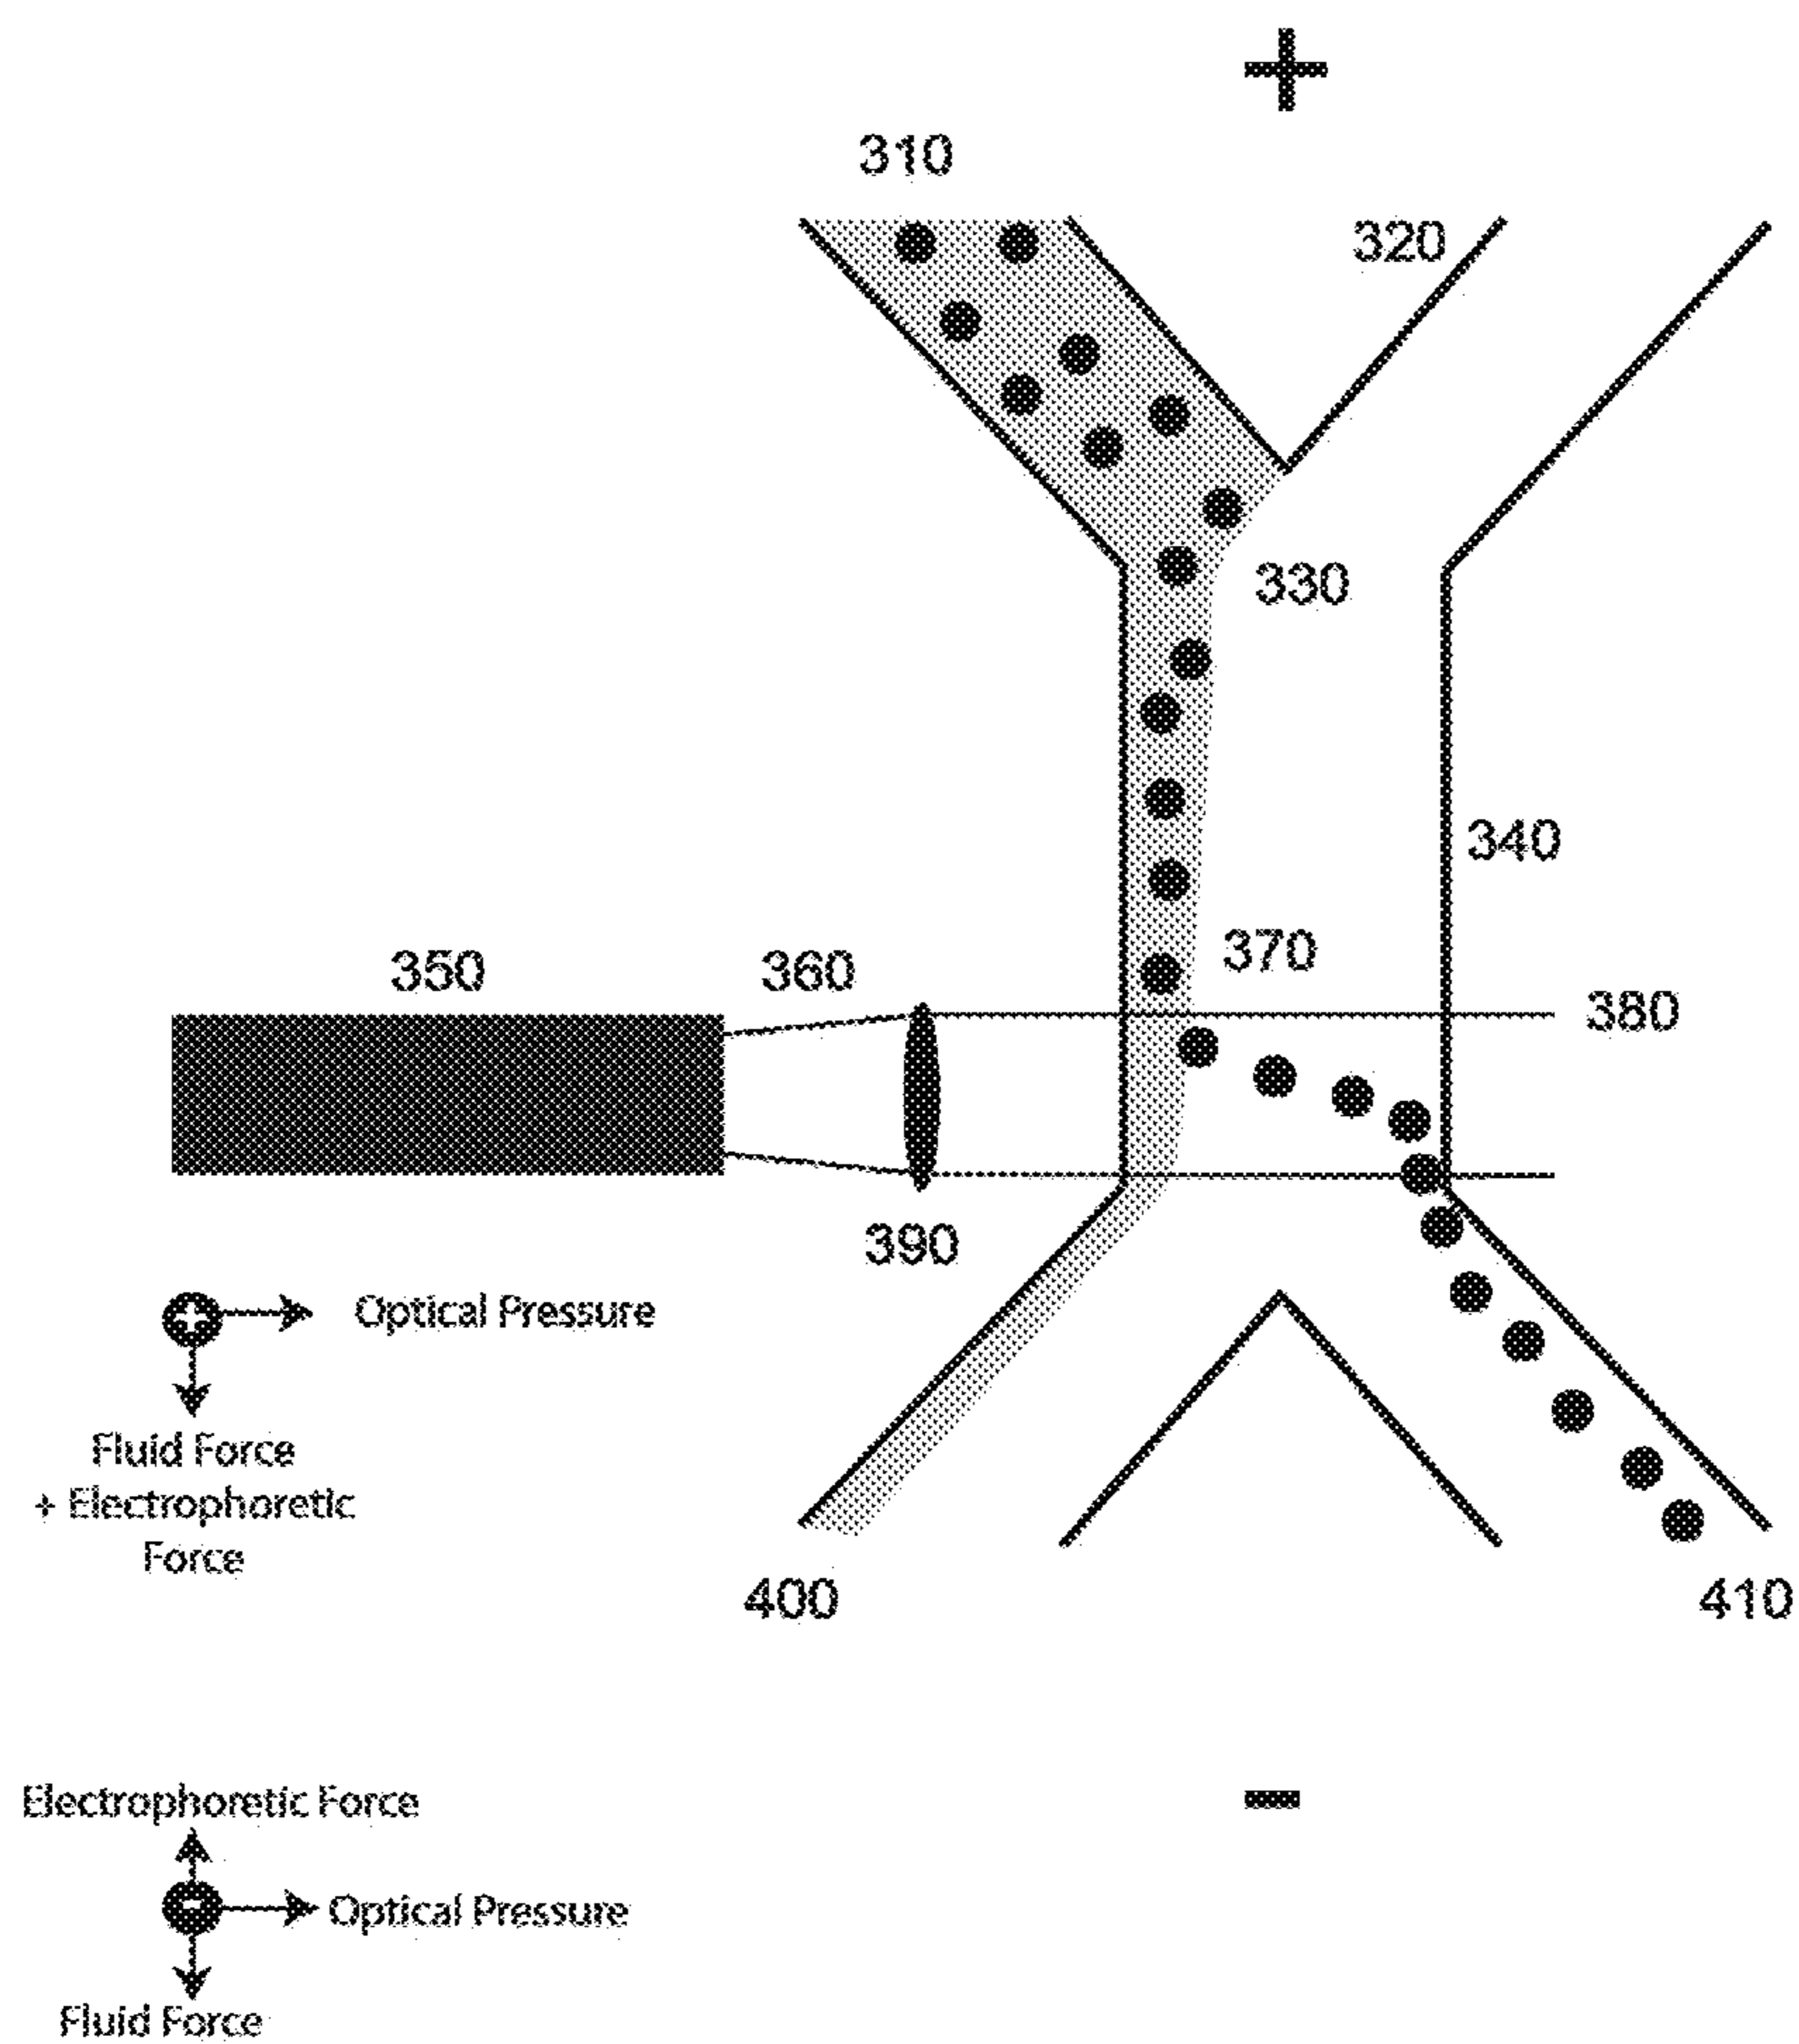 +
310
320
330
340
350 360 370
380
390
Optical Pressure
Fluid Force
+ Electrophoretic
Force
400 410
-
Electrophoretic Force
- Optical Pressure
Fluid Force